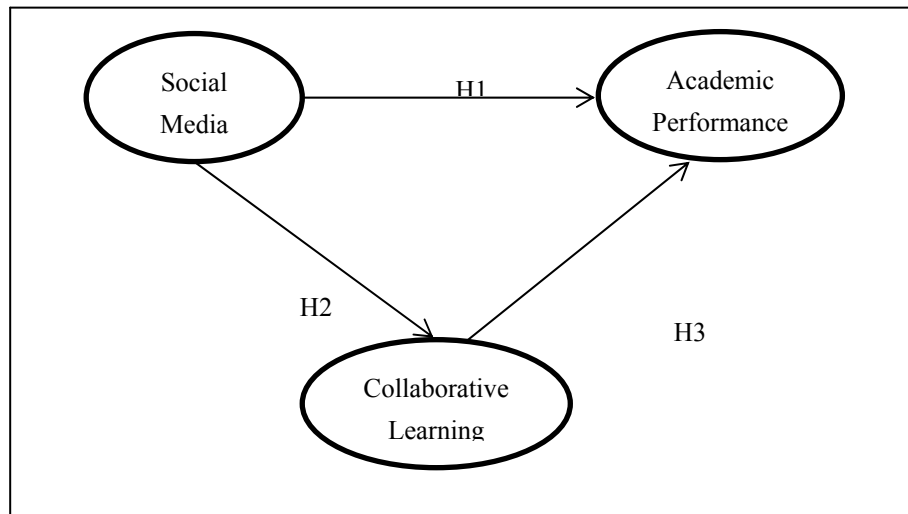 Social
Media
H1
Academic
Performance
H2
H3
Collaborative
Learning